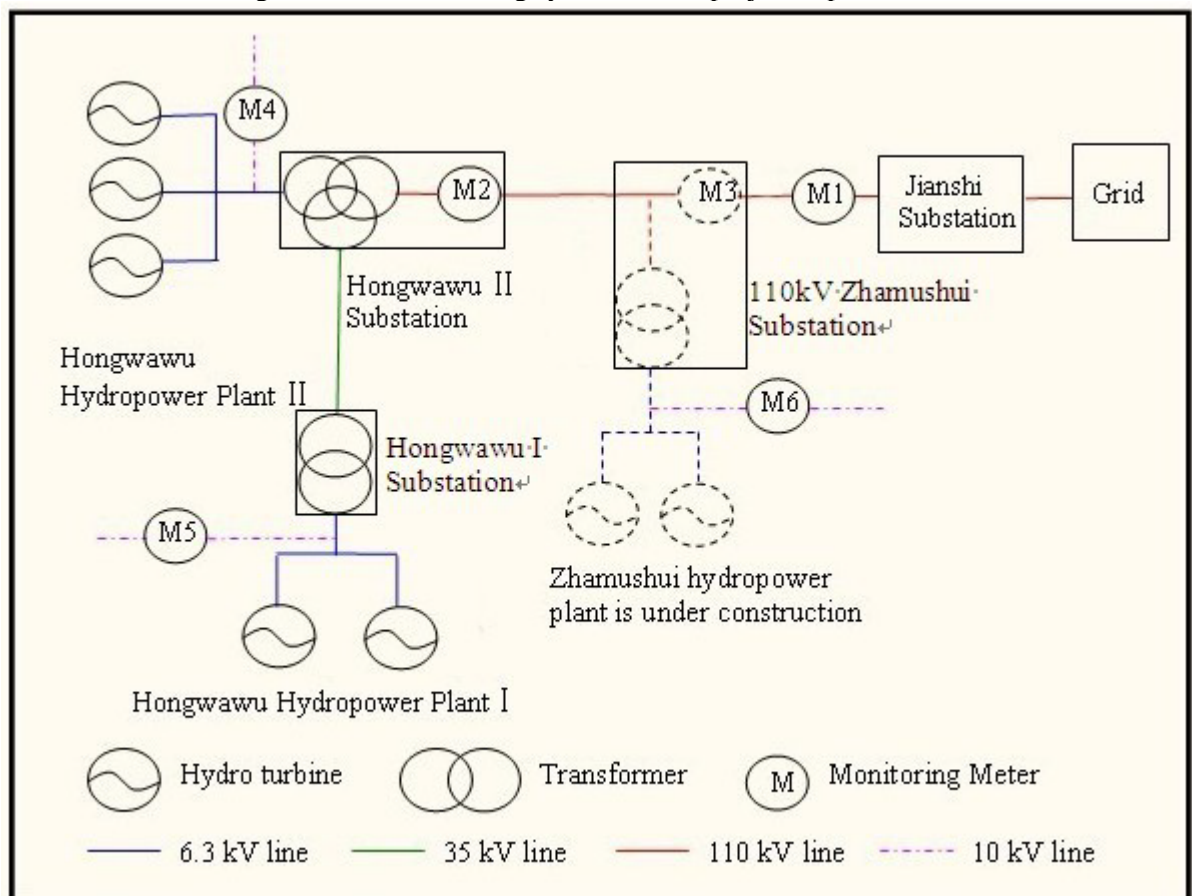 M4
M2
M3
M1
Jianshi
Substation
Grid
Hongwawu Ⅱ
Substation
110kV·Zhamushui·
Substation↵
Hongwawu
Hydropower Plant Ⅱ
M6
Hongwawu·I·
Substation↵
M5
Zhamushui hydropower
plant is under construction
Hongwawu Hydropower Plant Ⅰ
Hydro turbine
Transformer
M
Monitoring Meter
6.3 kV line
35 kV line
110 kV line
10 kV line